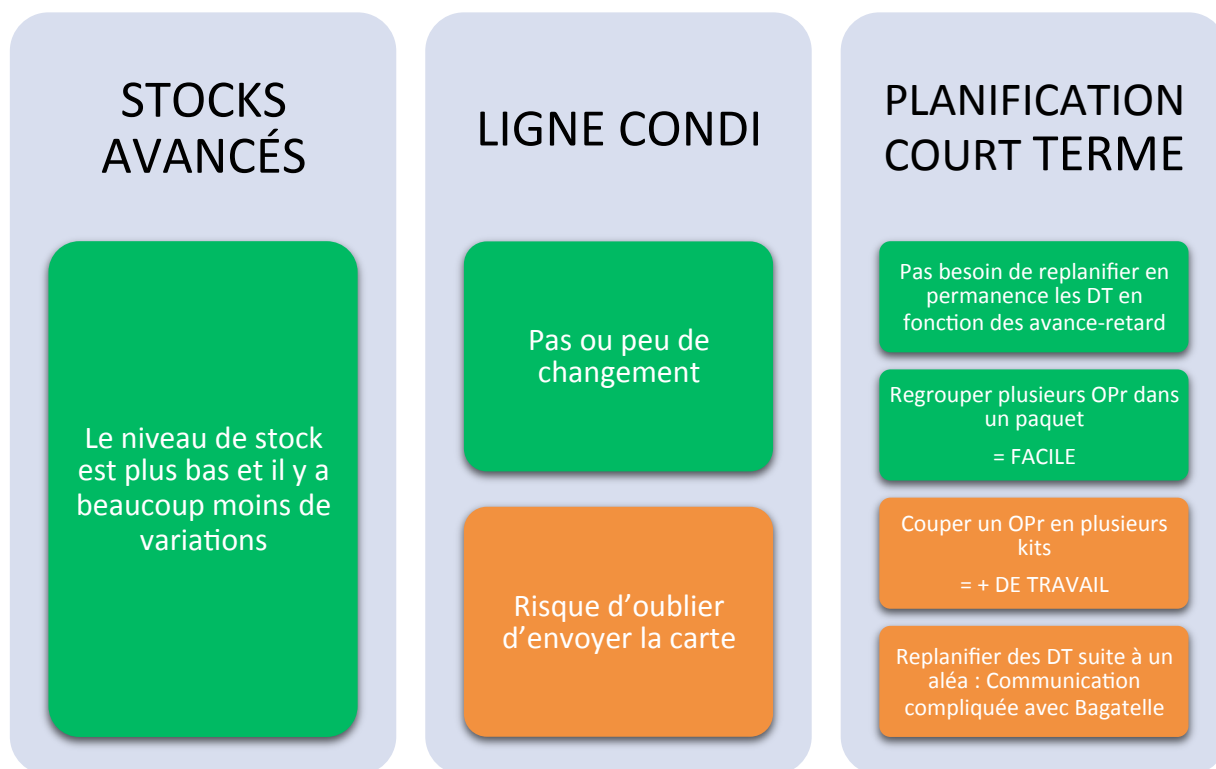 STOCKS
AVANCÉS
Le niveau de stock
est plus bas et il y a
beaucoup moins de
variations
LIGNE CONDI
Pas ou peu de
changement
Risque d’oublier
d’envoyer la carte
PLANIFICATION
COURT TERME
Pas besoin de replanifier en
permanence les DT en
fonction des avance-retard
Regrouper plusieurs OPr dans
un paquet
= FACILE
Couper un OPr en plusieurs
kits
= + DE TRAVAIL
Replanifier des DT suite à un
aléa : Communication
compliquée avec Bagatelle